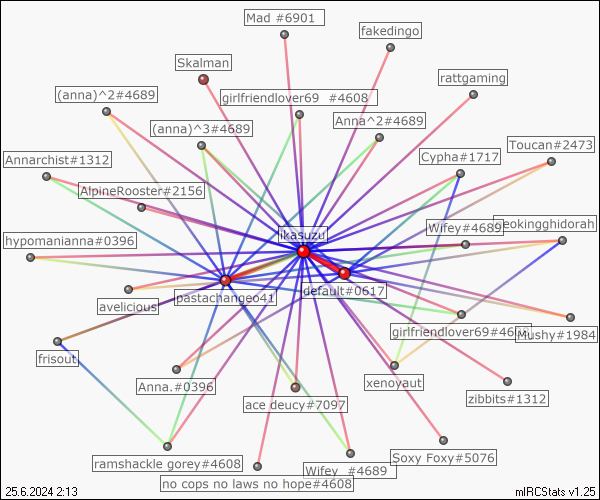 Mad #6901
fakedingo
Skalman
rattgaming
(anna)^2#4689
girlfriendlover69 #4608
(anna)^3#4689
Anna^2#4689
Toucan#2473
Annarchist#1312
Cypha#1717
AlpineRooster#2156
ikasuzu
Wifey#4689
geokingghidorah
hypomanianna#0396
default#0617
pastachangeo41
avelicious
girlfriendlover69#4608
Mushy#1984
frisout
Anna.#0396
xenoyaut
zibbits#1312
ace deucy#7097
Soxy Foxy#5076
ramshackle gorey#4608
Wifey #4689
no cops no laws no hope#4608
25.6.2024 2:13
mIRCStats v1.25